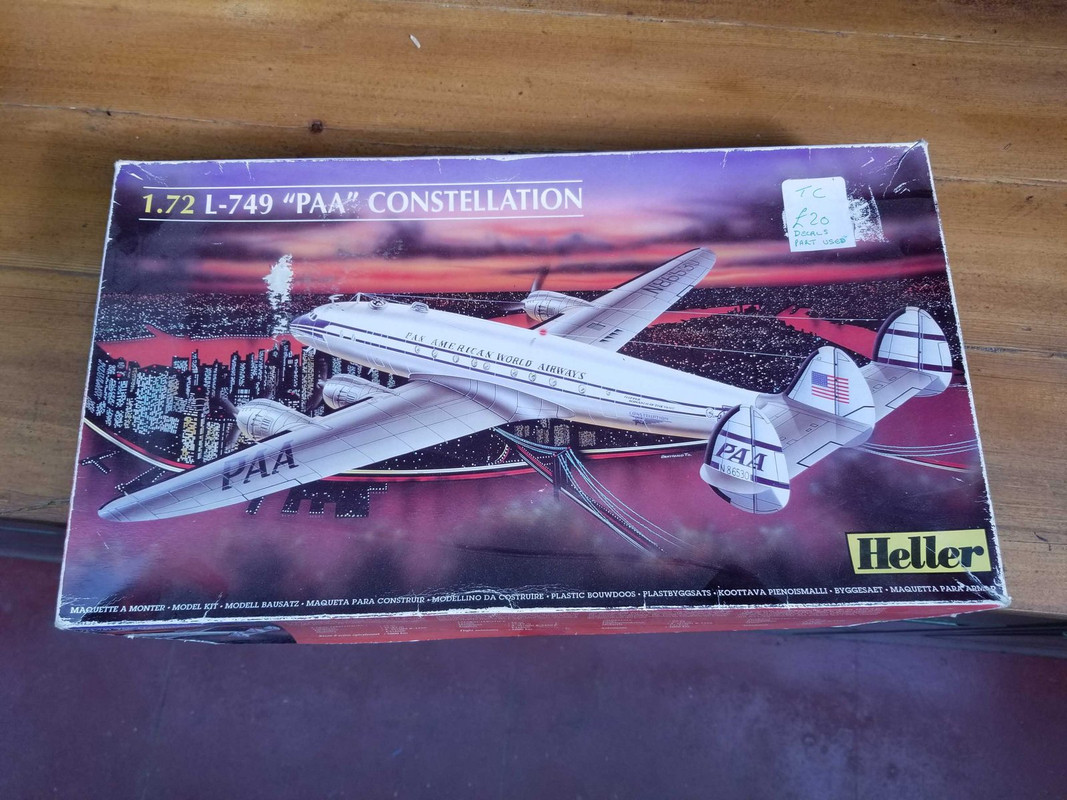 1.72 L-749 "PAA" CONSTELLATION
TC
£20
DECALS
PART USED
N86530
PAN AMERICAN WORLD AIRWAYS
PAA
PAA
N86530
Heller
MAQUETTE A MONTER • MODEL KIT • MODELL BAUSATZ • MAQUETA PARA CONSTRUIR • MODELLINO DA COSTRUIRE • PLASTIC BOUWDOOS • PLASTBYGGSATS • KOOTTAVA PIENOISMALLI • BYGGESAET • MAQUETTA PARA